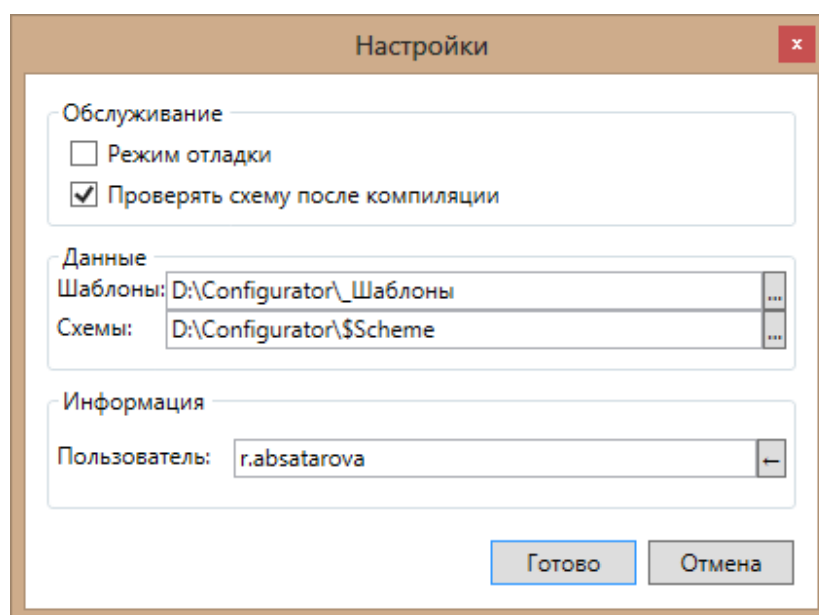 Настройки
x
Обслуживание
Режим отладки
Проверять схему после компиляции
Данные
Шаблоны: D:\Configurator\_Шаблоны ...
Схемы: D:\Configurator\$Scheme ...
Информация
Пользователь: r.absatarova ←
Готово Отмена